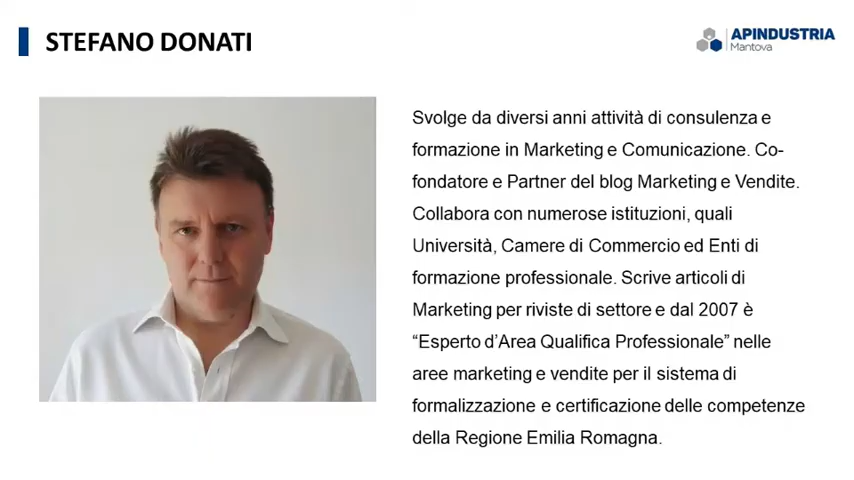 STEFANO DONATI
APINDUSTRIA
Mantova
Svolge da diversi anni attività di consulenza e
formazione in Marketing e Comunicazione. Co-
fondatore e Partner del blog Marketing e Vendite.
Collabora con numerose istituzioni, quali
Università, Camere di Commercio ed Enti di
formazione professionale. Scrive articoli di
Marketing per riviste di settore e dal 2007 è
“Esperto d’Area Qualifica Professionale” nelle
aree marketing e vendite per il sistema di
formalizzazione e certificazione delle competenze
della Regione Emilia Romagna.